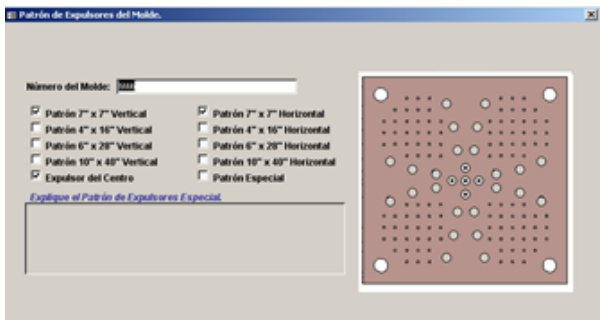 Patrón de Expulsores del Molde.
Número del Molde:
Patrón 7" x 7" Vertical
Patrón 4" x 16" Vertical
Patrón 6" x 28" Vertical
Patrón 10" x 40" Vertical
Expulsor del Centro
Patrón 7" x 7" Horizontal
Patrón 4" x 16" Horizontal
Patrón 6" x 28" Horizontal
Patrón 10" x 40" Horizontal
Patrón Especial
Explique el Patrón de Expulsores Especial.